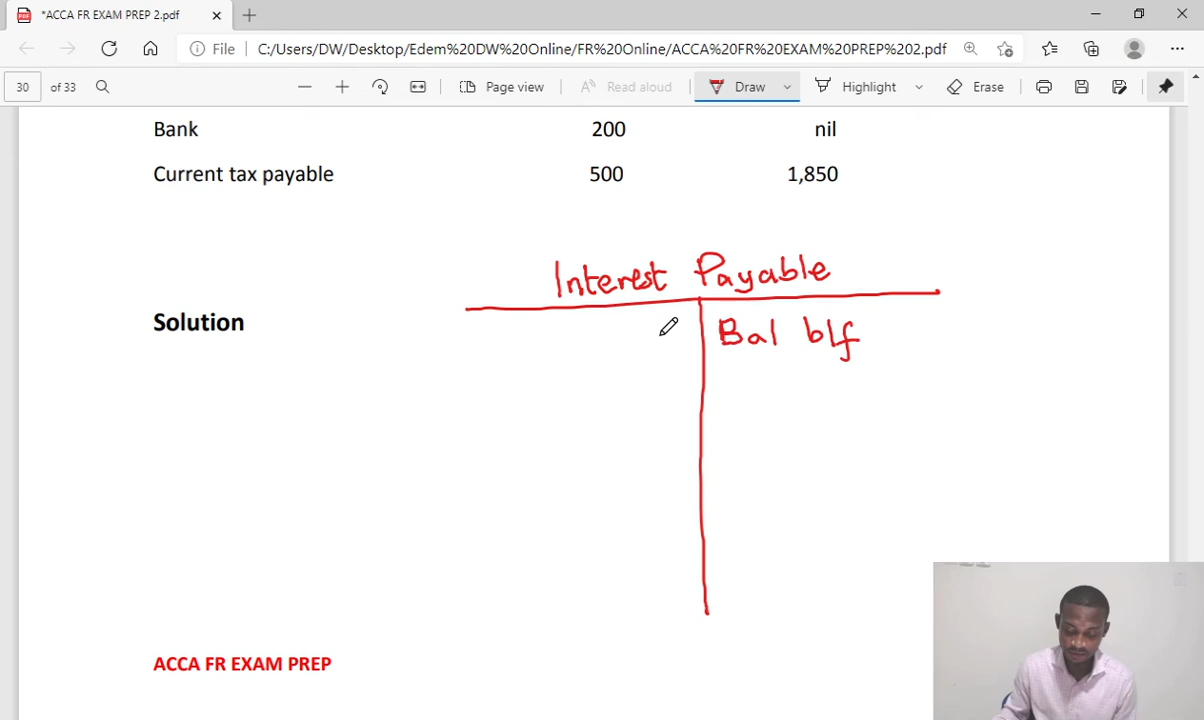 *ACCA FR EXAM PREP 2.pdf
File C:/Users/DW/Desktop/Edem%20DW%20Online/FR%20Online/ACCA%20FR%20EXAM%20PREP%202.pdf
30 of 33 Page view Read aloud Draw Highlight Erase
Bank 200 nil
Current tax payable 500 1,850
Interest Payable
Solution
Bal b/f
ACCA FR EXAM PREP